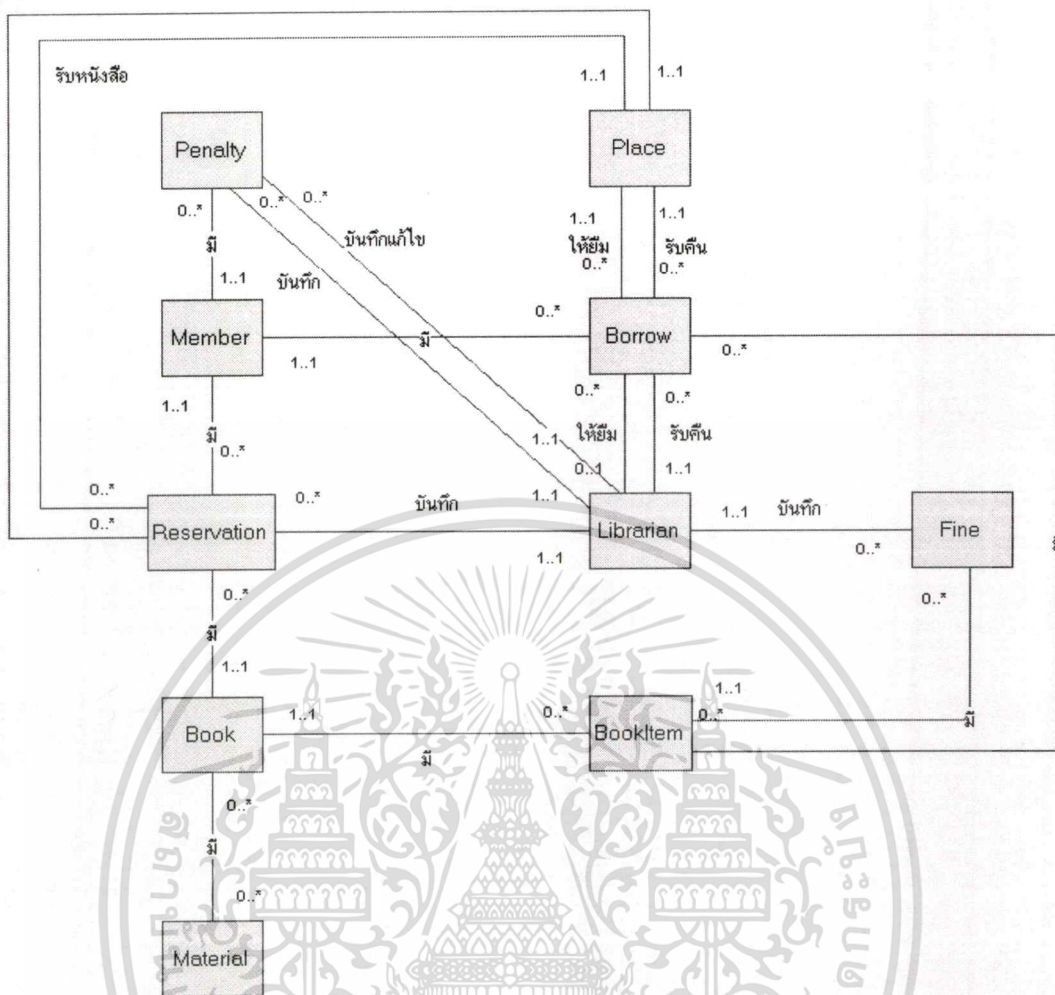 รับหนังสือ
1..1
1..1
Penalty
Place
0..*
0..*
0..*
1..1
1..1
มี
บันทึกแก้ไข
ให้ยืม
รับคืน
1..1
บันทึก
0..*
0..*
Member
0..*
Borrow
มี
0..*
1..1
1..1
0..*
0..*
มี
0..*
1..1
ให้ยืม
รับคืน
0..1
1..1
0..*
0..*
บันทึก
1..1
0..*
Reservation
Librarian
1..1
บันทึก
Fine
1..1
0..*
มี
0..*
0..*
มี
1..1
1..1
Book
1..1
0..*
BookItem
0..*
มี
มี
0..*
มี
0..*
Material